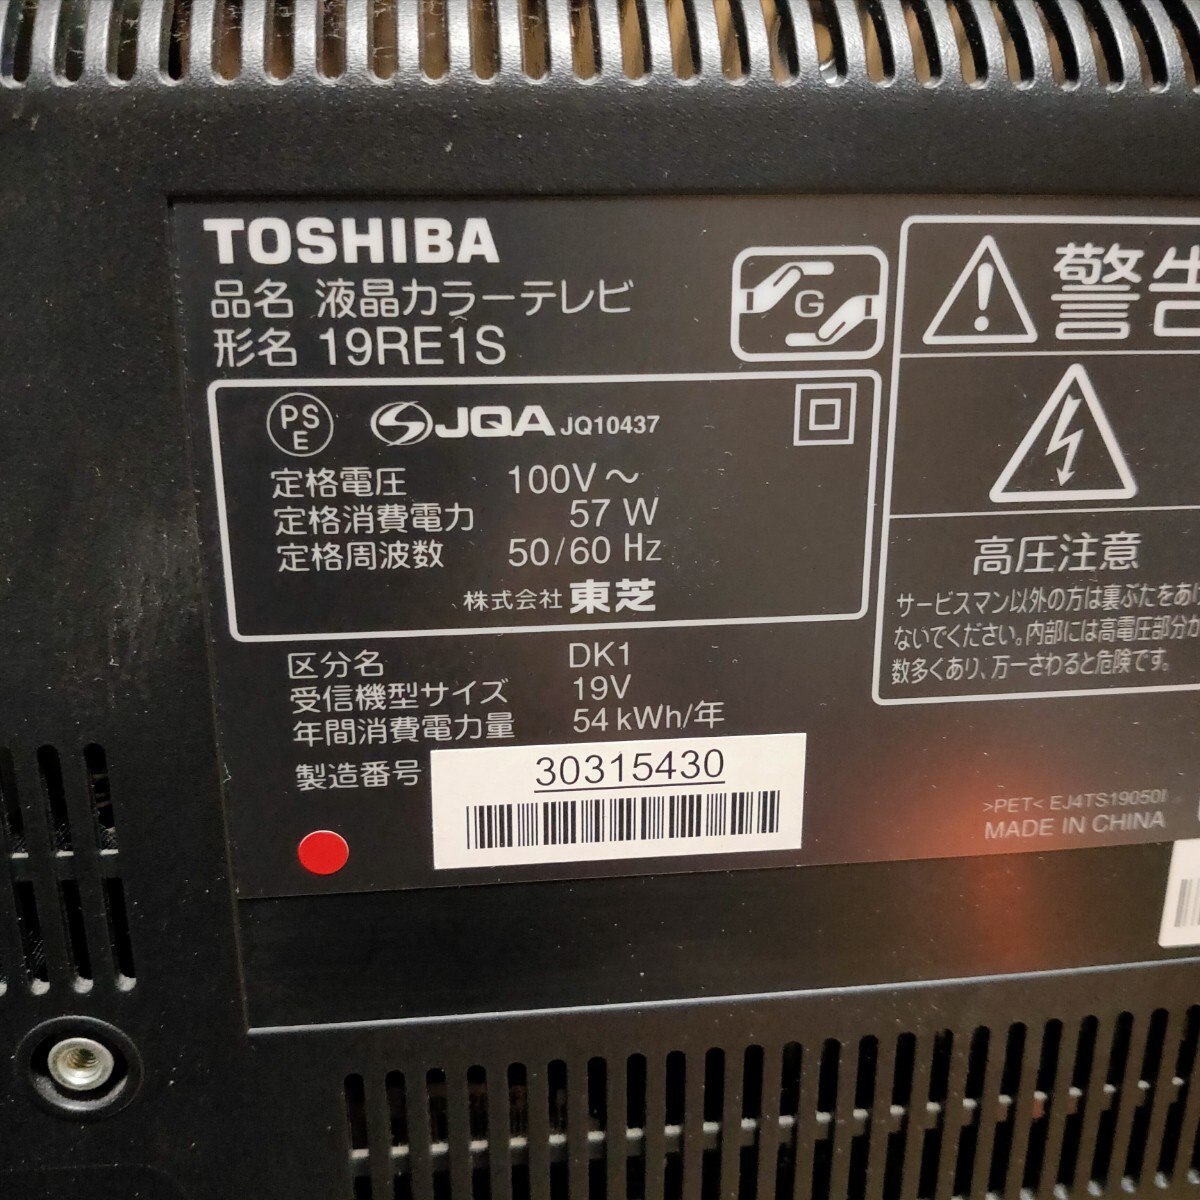 TOSHIBA
品名 液晶カラーテレビ
形名 19RE1S
G
PS
E
JQA JQ10437
定格電圧 100V～
定格消費電力 57 W
定格周波数 50/60 Hz
株式会社 東芝
区分名 DK1
受信機型サイズ 19V
年間消費電力量 54 kWh/年
製造番号 30315430
警告
高圧注意
サービスマン以外の方は裏ぶたをあけ
ないでください。内部には高電圧部分が
数多くあり、万一さわると危険です。
>PET< EJ4TS19050I
MADE IN CHINA